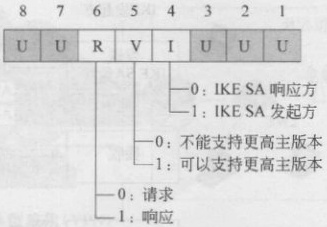 8 7 6 5 4 3 2 1
U U R V I U U U
0：IKE SA 响应方
1：IKE SA 发起方
0：不能支持更高主版本
1：可以支持更高主版本
0：请求
1：响应